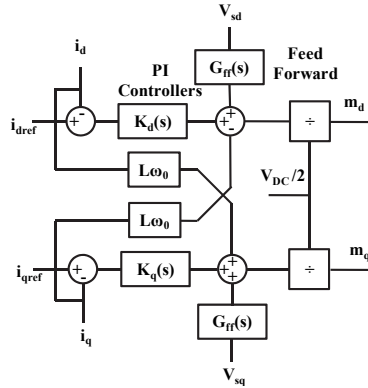 V_sd
i_d
G_ff(s)
Feed
Forward
PI
Controllers
i_dref
+
-
K_d(s)
+
+
-
÷
m_d
Lω_0
V_DC/2
Lω_0
i_qref
+
-
K_q(s)
+
+
+
÷
m_q
i_q
G_ff(s)
V_sq